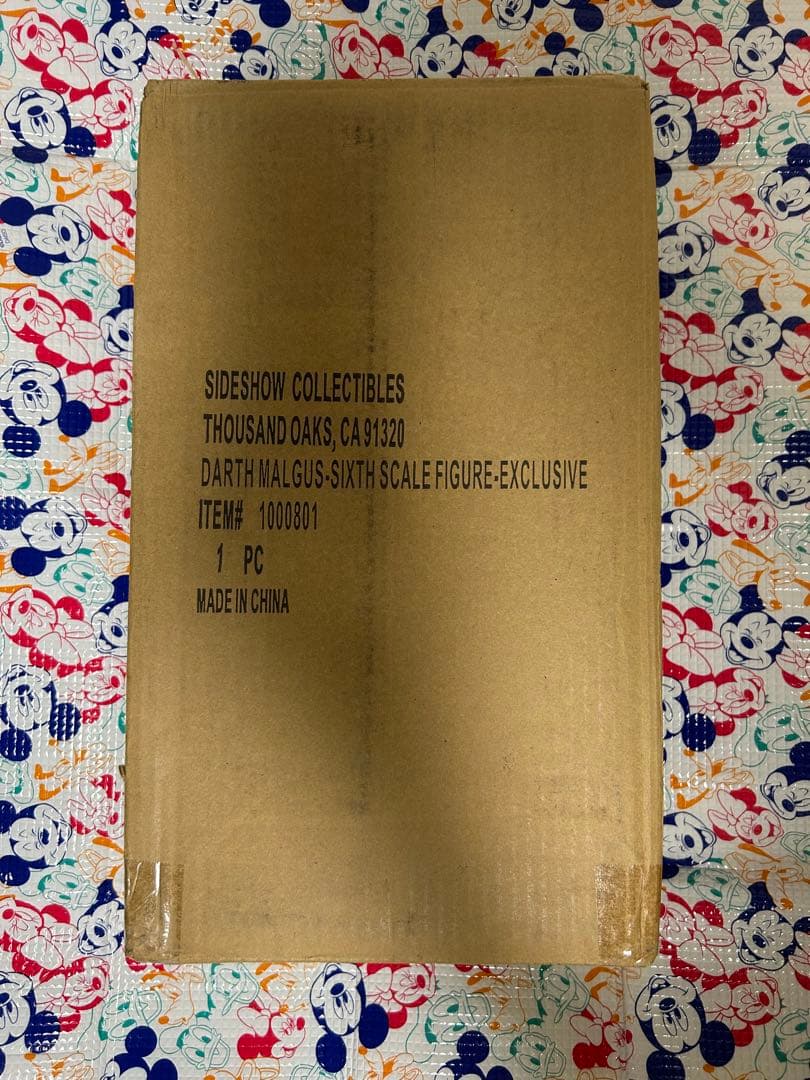 SIDESHOW COLLECTIBLES
THOUSAND OAKS, CA 91320
DARTH MALGUS-SIXTH SCALE FIGURE-EXCLUSIVE
ITEM# 1000801
1 PC
MADE IN CHINA